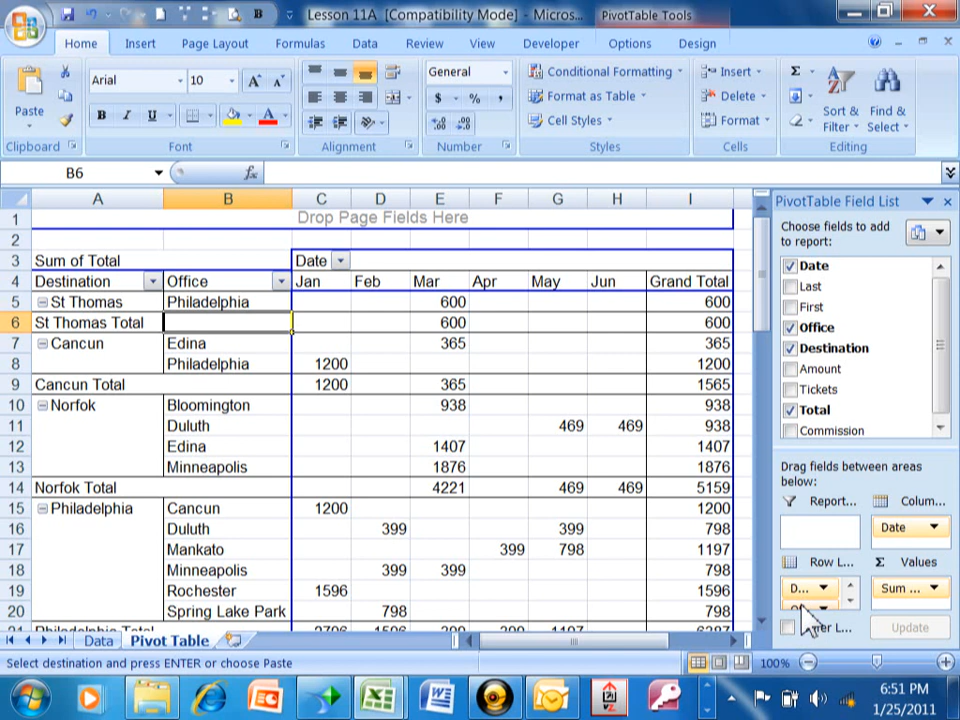 Lesson 11A [Compatibility Mode] - Micros... PivotTable Tools
Home Insert Page Layout Formulas Data Review View Developer Options Design
Arial 10 General Conditional Formatting Insert
Paste B I U A $ % , Format as Table Delete Sort & Find &
Cell Styles Format Filter Select
Clipboard Font Alignment Number Styles Cells Editing
B6 fx
A B C D E F G H I PivotTable Field List
1 Drop Page Fields Here
2
3 Sum of Total Date
4 Destination Office Jan Feb Mar Apr May Jun Grand Total
5 St Thomas Philadelphia 600 600
6 St Thomas Total 600 600
7 Cancun Edina 365 365
8 Philadelphia 1200 1200
9 Cancun Total 1200 365 1565
10 Norfok Bloomington 938 938
11 Duluth 469 469 938
12 Edina 1407 1407
13 Minneapolis 1876 1876
14 Norfok Total 4221 469 469 5159
15 Philadelphia Cancun 1200 1200
16 Duluth 399 399 798
17 Mankato 399 798 1197
18 Minneapolis 399 399 798
19 Rochester 1596 1596
20 Spring Lake Park 798 798
Choose fields to add
to report:
Date
Last
First
Office
Destination
Amount
Tickets
Total
Commission
Drag fields between areas
below:
Report... Colum...
Date
Row L... Σ Values
D... Sum ...
Update
Data Pivot Table
Select destination and press ENTER or choose Paste 100%
6:51 PM
1/25/2011